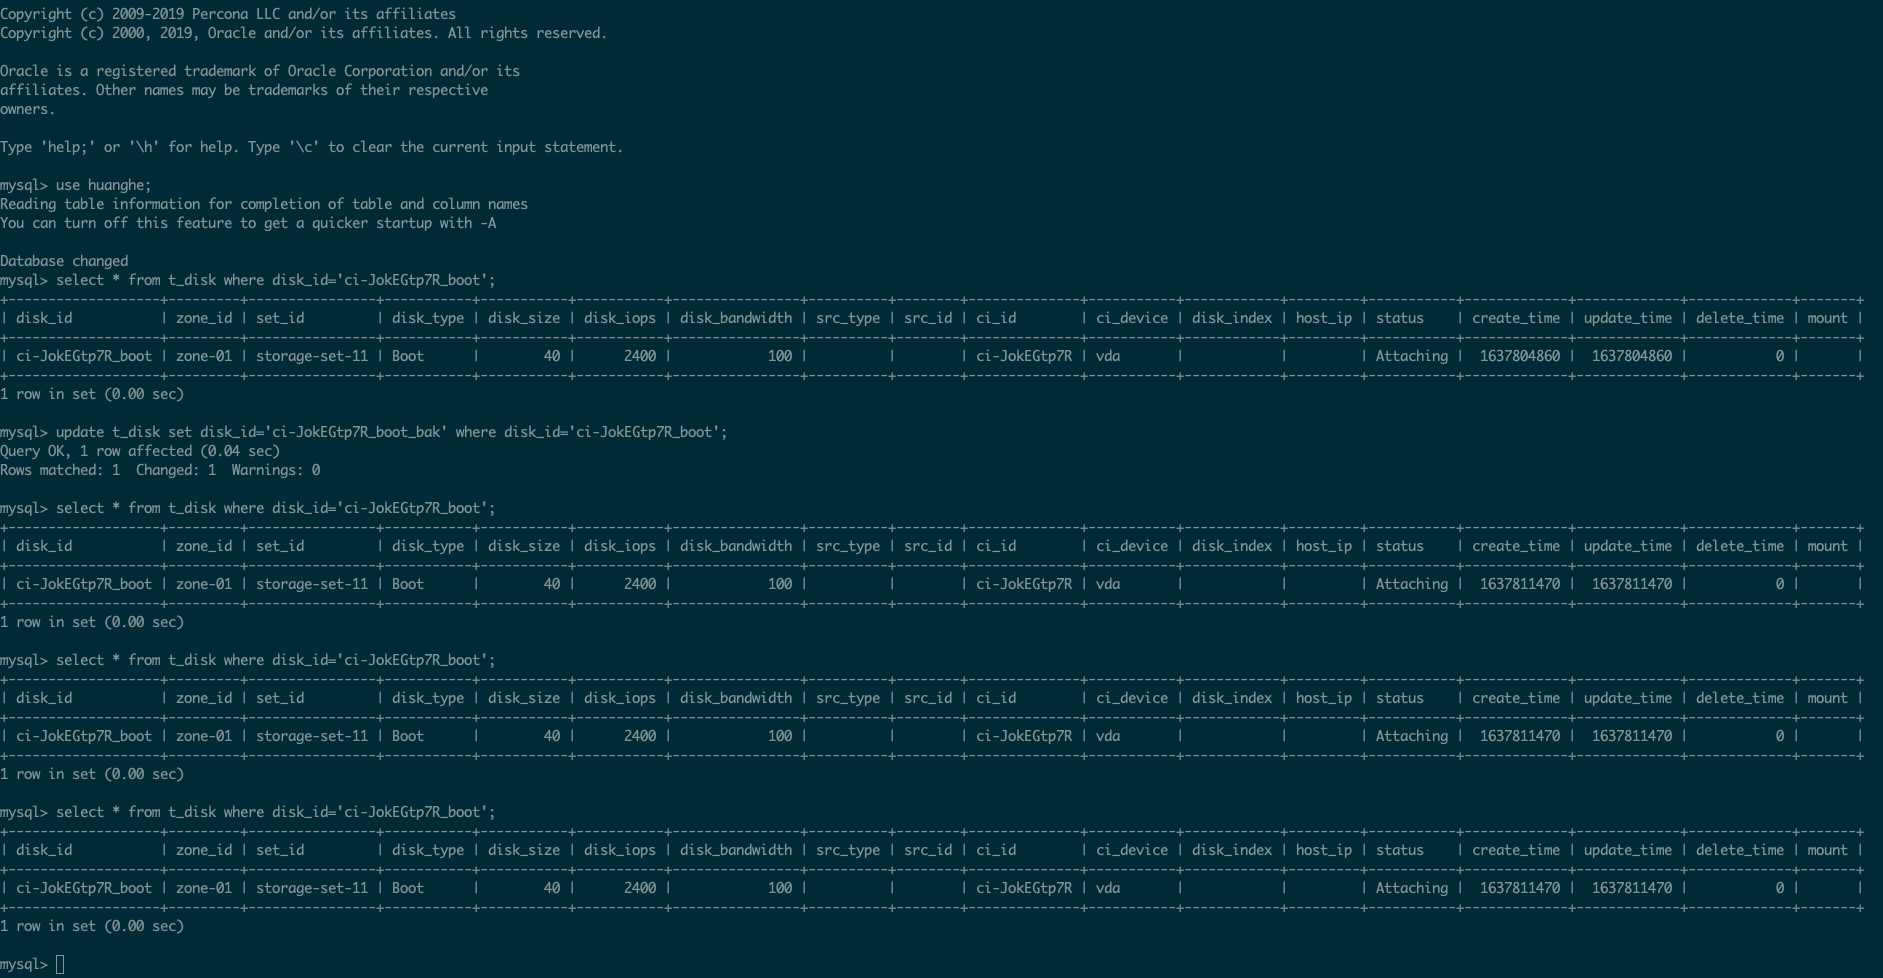 Copyright (c) 2009-2019 Percona LLC and/or its affiliates
Copyright (c) 2000, 2019, Oracle and/or its affiliates. All rights reserved.
Oracle is a registered trademark of Oracle Corporation and/or its
affiliates. Other names may be trademarks of their respective
owners.
Type 'help;' or '\h' for help. Type '\c' to clear the current input statement.
mysql> use huanghe;
Reading table information for completion of table and column names
You can turn off this feature to get a quicker startup with -A
Database changed
mysql> select * from t_disk where disk_id='ci-JokEGtp7R_boot';
+-------------------+---------+----------------+-----------+-----------+-----------+----------------+----------+--------+--------------+-----------+------------+---------+-----------+-------------+-------------+-------------+-------+
| disk_id           | zone_id | set_id         | disk_type | disk_size | disk_iops | disk_bandwidth | src_type | src_id | ci_id        | ci_device | disk_index | host_ip | status    | create_time | update_time | delete_time | mount |
+-------------------+---------+----------------+-----------+-----------+-----------+----------------+----------+--------+--------------+-----------+------------+---------+-----------+-------------+-------------+-------------+-------+
| ci-JokEGtp7R_boot | zone-01 | storage-set-11 | Boot      |        40 |      2400 |            100 |          |        | ci-JokEGtp7R | vda       |            |         | Attaching |  1637804860 |  1637804860 |           0 |       |
+-------------------+---------+----------------+-----------+-----------+-----------+----------------+----------+--------+--------------+-----------+------------+---------+-----------+-------------+-------------+-------------+-------+
1 row in set (0.00 sec)
mysql> update t_disk set disk_id='ci-JokEGtp7R_boot_bak' where disk_id='ci-JokEGtp7R_boot';
Query OK, 1 row affected (0.04 sec)
Rows matched: 1  Changed: 1  Warnings: 0
mysql> select * from t_disk where disk_id='ci-JokEGtp7R_boot';
+-------------------+---------+----------------+-----------+-----------+-----------+----------------+----------+--------+--------------+-----------+------------+---------+-----------+-------------+-------------+-------------+-------+
| disk_id           | zone_id | set_id         | disk_type | disk_size | disk_iops | disk_bandwidth | src_type | src_id | ci_id        | ci_device | disk_index | host_ip | status    | create_time | update_time | delete_time | mount |
+-------------------+---------+----------------+-----------+-----------+-----------+----------------+----------+--------+--------------+-----------+------------+---------+-----------+-------------+-------------+-------------+-------+
| ci-JokEGtp7R_boot | zone-01 | storage-set-11 | Boot      |        40 |      2400 |            100 |          |        | ci-JokEGtp7R | vda       |            |         | Attaching |  1637811470 |  1637811470 |           0 |       |
+-------------------+---------+----------------+-----------+-----------+-----------+----------------+----------+--------+--------------+-----------+------------+---------+-----------+-------------+-------------+-------------+-------+
1 row in set (0.00 sec)
mysql> select * from t_disk where disk_id='ci-JokEGtp7R_boot';
+-------------------+---------+----------------+-----------+-----------+-----------+----------------+----------+--------+--------------+-----------+------------+---------+-----------+-------------+-------------+-------------+-------+
| disk_id           | zone_id | set_id         | disk_type | disk_size | disk_iops | disk_bandwidth | src_type | src_id | ci_id        | ci_device | disk_index | host_ip | status    | create_time | update_time | delete_time | mount |
+-------------------+---------+----------------+-----------+-----------+-----------+----------------+----------+--------+--------------+-----------+------------+---------+-----------+-------------+-------------+-------------+-------+
| ci-JokEGtp7R_boot | zone-01 | storage-set-11 | Boot      |        40 |      2400 |            100 |          |        | ci-JokEGtp7R | vda       |            |         | Attaching |  1637811470 |  1637811470 |           0 |       |
+-------------------+---------+----------------+-----------+-----------+-----------+----------------+----------+--------+--------------+-----------+------------+---------+-----------+-------------+-------------+-------------+-------+
1 row in set (0.00 sec)
mysql> select * from t_disk where disk_id='ci-JokEGtp7R_boot';
+-------------------+---------+----------------+-----------+-----------+-----------+----------------+----------+--------+--------------+-----------+------------+---------+-----------+-------------+-------------+-------------+-------+
| disk_id           | zone_id | set_id         | disk_type | disk_size | disk_iops | disk_bandwidth | src_type | src_id | ci_id        | ci_device | disk_index | host_ip | status    | create_time | update_time | delete_time | mount |
+-------------------+---------+----------------+-----------+-----------+-----------+----------------+----------+--------+--------------+-----------+------------+---------+-----------+-------------+-------------+-------------+-------+
| ci-JokEGtp7R_boot | zone-01 | storage-set-11 | Boot      |        40 |      2400 |            100 |          |        | ci-JokEGtp7R | vda       |            |         | Attaching |  1637811470 |  1637811470 |           0 |       |
+-------------------+---------+----------------+-----------+-----------+-----------+----------------+----------+--------+--------------+-----------+------------+---------+-----------+-------------+-------------+-------------+-------+
1 row in set (0.00 sec)
mysql>